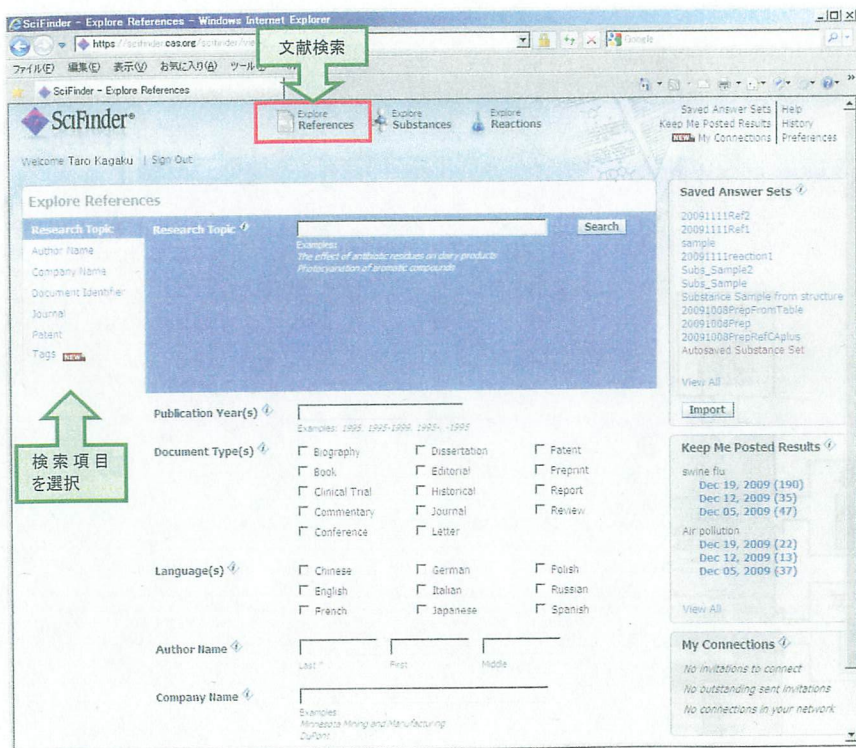 SciFinder - Explore References - Windows Internet Explorer
https://scifinder.cas.org/scifinder/
Google
文献検索
ファイル(F) 編集(E) 表示(V) お気に入り(A) ツール
SciFinder - Explore References
SciFinder®
Explore References
Explore Substances
Explore Reactions
Saved Answer Sets | Help
Keep Me Posted Results | History
NEW My Connections | Preferences
Welcome Taro Kagaku | Sign Out
Explore References
Research Topic
Author Name
Company Name
Document Identifier
Journal
Patent
Tags NEW
検索項目
を選択
Research Topic
Search
Examples:
The effect of antibiotic residues on dairy products
Photocyanation of aromatic compounds
Publication Year(s)
Examples: 1995, 1995-1999, 1995-, -1995
Document Type(s)
Biography Dissertation Patent
Book Editorial Preprint
Clinical Trial Historical Report
Commentary Journal Review
Conference Letter
Language(s)
Chinese German Polish
English Italian Russian
French Japanese Spanish
Author Name
Last * First Middle
Company Name
Examples:
Minnesota Mining and Manufacturing
DuPont
Saved Answer Sets
20091111Ref2
20091111Ref1
sample
20091111reaction1
Subs_Sample2
Subs_Sample
Substance Sample from structure
20091008PrepFromTable
20091008Prep
20091008PrepRefCAplus
Autosaved Substance Set
View All
Import
Keep Me Posted Results
swine flu
Dec 19, 2009 (190)
Dec 12, 2009 (35)
Dec 05, 2009 (47)
Air pollution
Dec 19, 2009 (22)
Dec 12, 2009 (13)
Dec 05, 2009 (37)
View All
My Connections
No invitations to connect
No outstanding sent invitations
No connections in your network